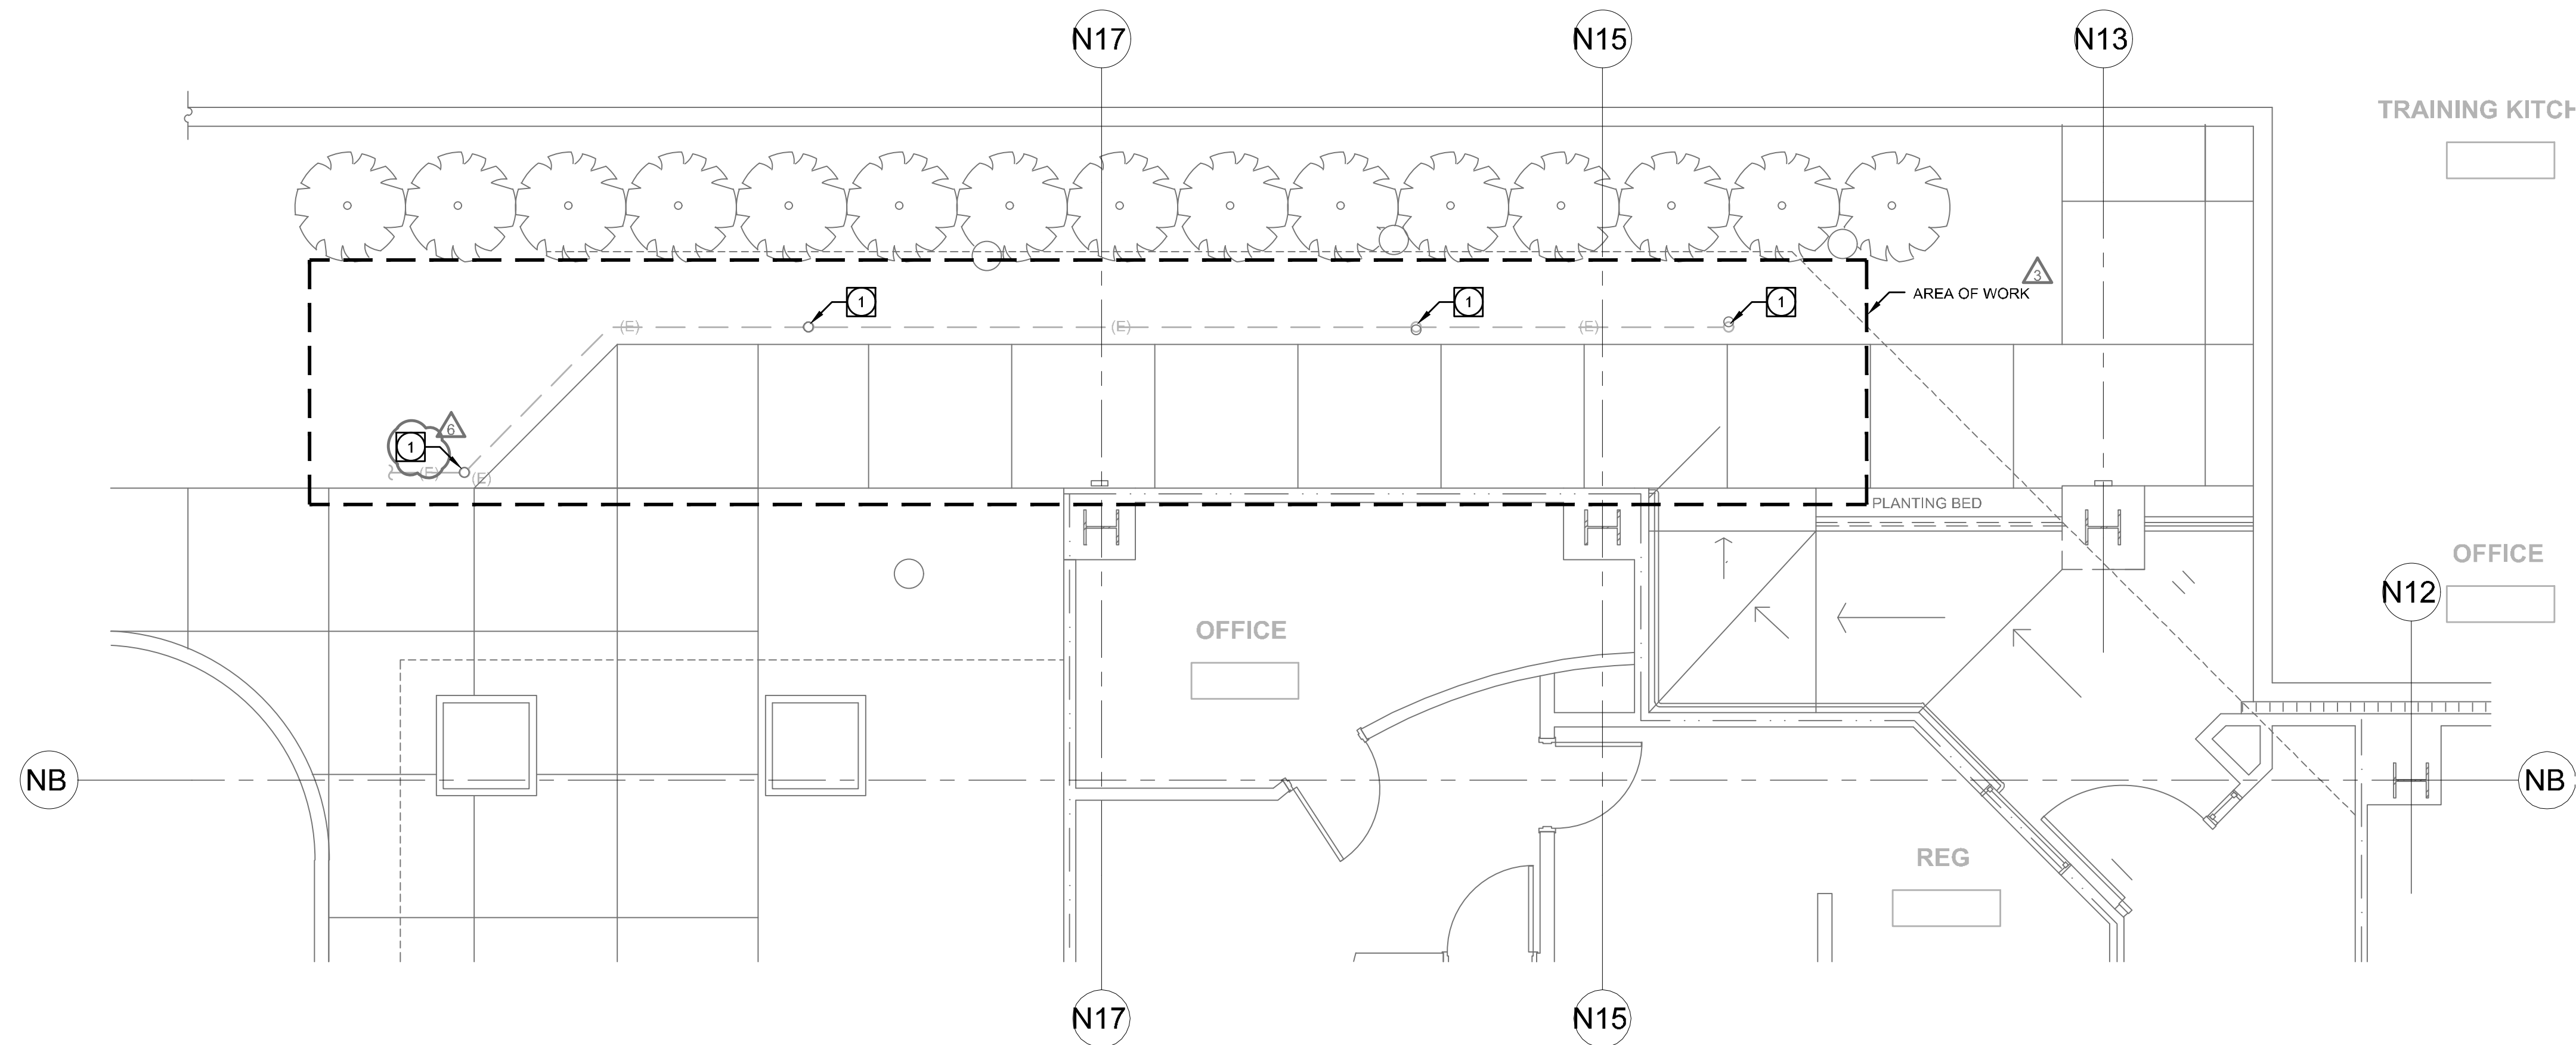 N17
N15
N13
TRAINING KITCH
3
1
1
1
AREA OF WORK
(E)
(E)
(E)
6
1
(E)
(E)
PLANTING BED
OFFICE
N12
OFFICE
NB
NB
REG
N17
N15